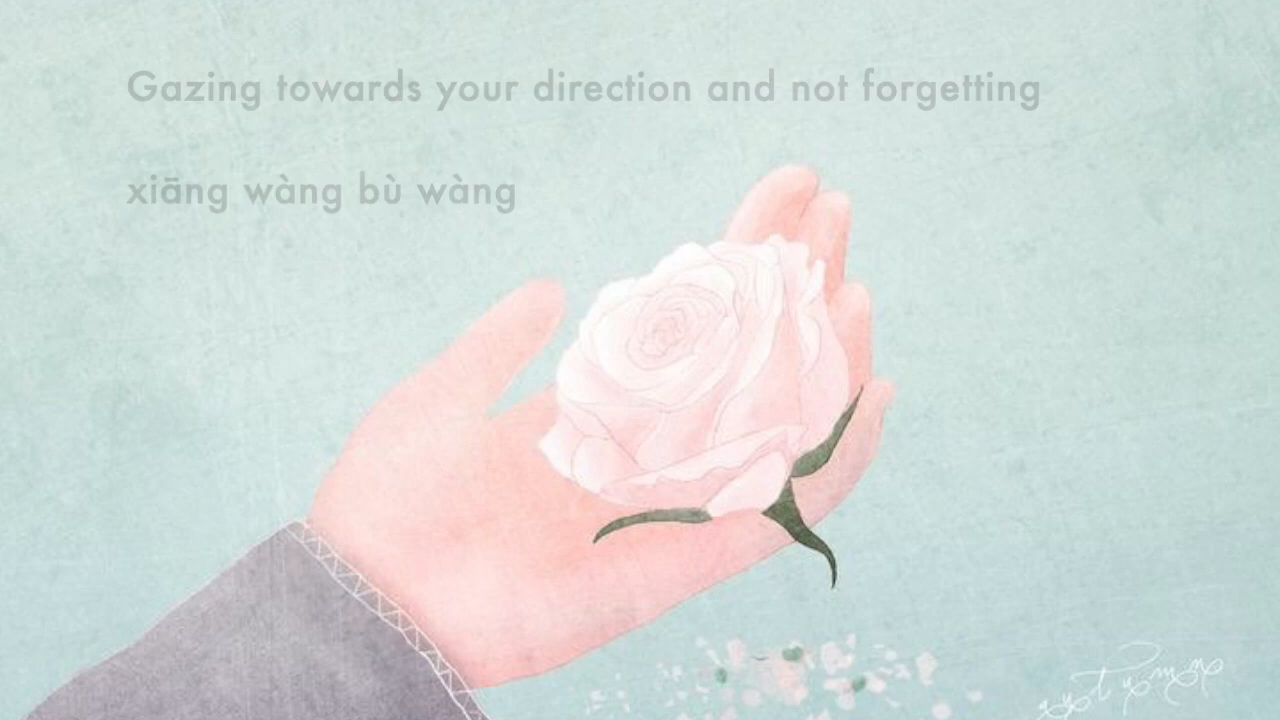 Gazing towards your direction and not forgetting
xiāng wàng bù wàng